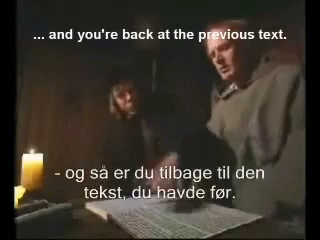 ... and you're back at the previous text.
- og så er du tilbage til den
tekst, du havde før.